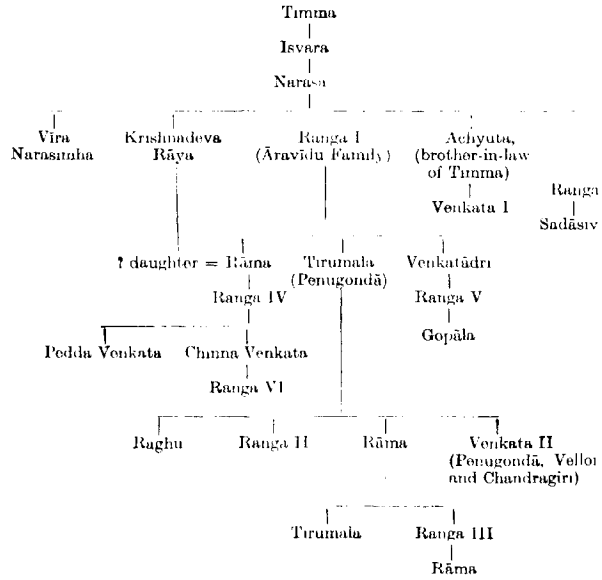 Timma
Isvara
Narasa
Vīra Krishnadeva Ranga I Achyuta,
Narasimha Rāya (Āravīdu Family) (brother-in-law
of Timma)
Ranga
Venkata I
Sadāsiv
? daughter = Rāma Tirumala Venkatādri
(Penugondā)
Ranga IV Ranga V
Gopāla
Pedda Venkata Chinna Venkata
Ranga VI
Raghu Ranga II Rāma Venkata II
(Penugondā, Vellor
and Chandragiri)
Tirumala Ranga III
Rāma